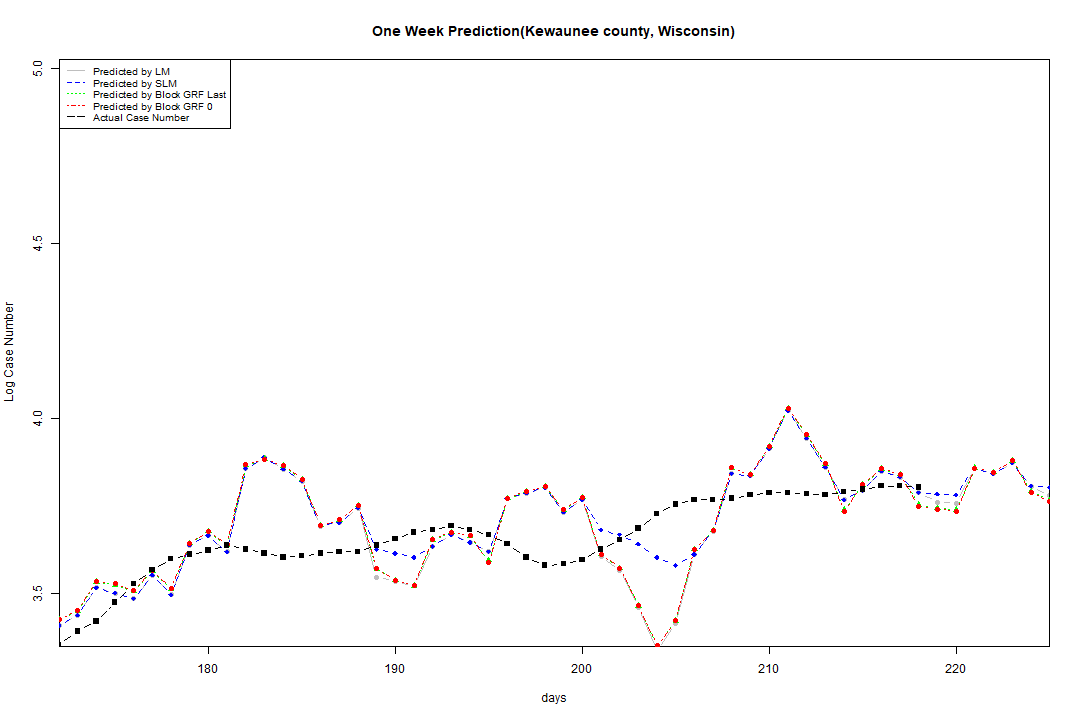 One Week Prediction(Kewaunee county, Wisconsin)
Predicted by LM
Predicted by SLM
Predicted by Block GRF Last
Predicted by Block GRF 0
Actual Case Number
5.0
4.5
4.0
3.5
Log Case Number
180 190 200 210 220
days